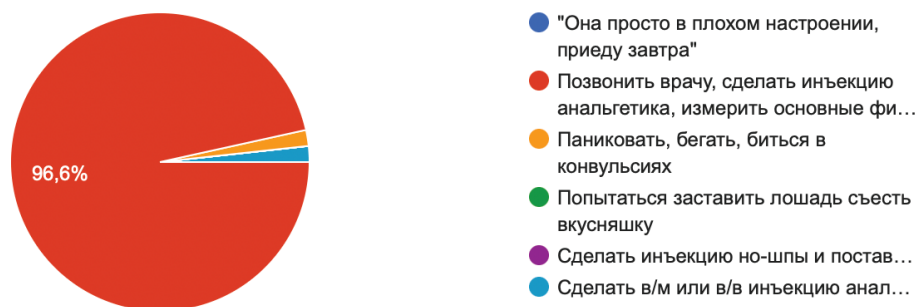 96,6%
"Она просто в плохом настроении,
приеду завтра"
Позвонить врачу, сделать инъекцию
анальгетика, измерить основные фи…
Паниковать, бегать, биться в
конвульсиях
Попытаться заставить лошадь съесть
вкусняшку
Сделать инъекцию но-шпы и постав…
Сделать в/м или в/в инъекцию анал…